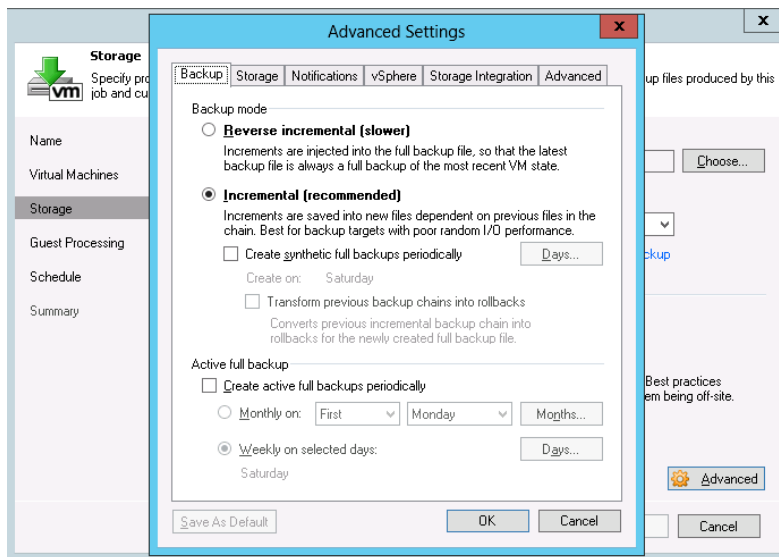 Advanced Settings
x
x
Storage
Specify pro
job and cu
up files produced by this
vm
Name
Virtual Machines
Storage
Guest Processing
Schedule
Summary
Backup Storage Notifications vSphere Storage Integration Advanced
Backup mode
Reverse incremental (slower)
Increments are injected into the full backup file, so that the latest
backup file is always a full backup of the most recent VM state.
Incremental (recommended)
Increments are saved into new files dependent on previous files in the
chain. Best for backup targets with poor random I/O performance.
Create synthetic full backups periodically Days...
Create on: Saturday
Transform previous backup chains into rollbacks
Converts previous incremental backup chain into
rollbacks for the newly created full backup file.
Active full backup
Create active full backups periodically
Monthly on: First Monday Months...
Weekly on selected days: Days...
Saturday
Save As Default OK Cancel
Choose...
ckup
Best practices
em being off-site.
Advanced
Cancel